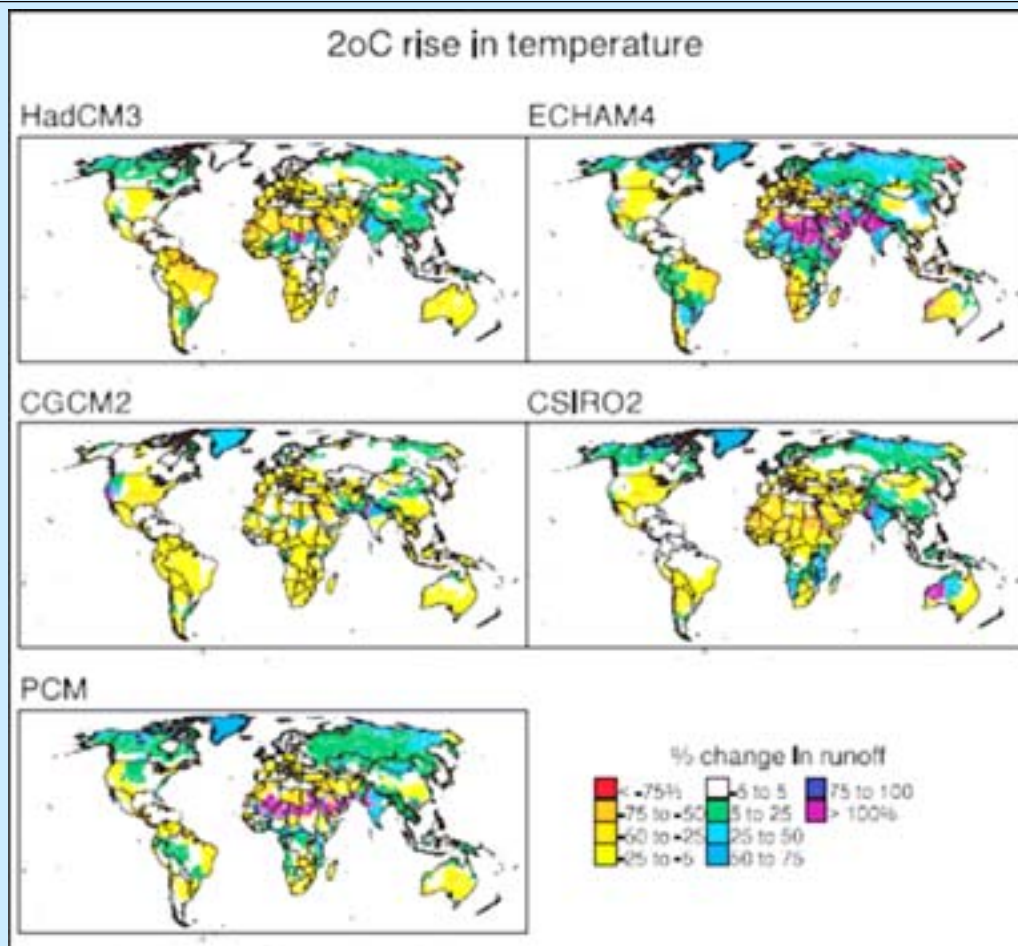 2oC rise in temperature
HadCM3
ECHAM4
CGCM2
CSIRO2
PCM
% change in runoff
< -75%
-75 to -50
-50 to -25
-25 to -5
-5 to 5
5 to 25
25 to 50
50 to 75
75 to 100
> 100%